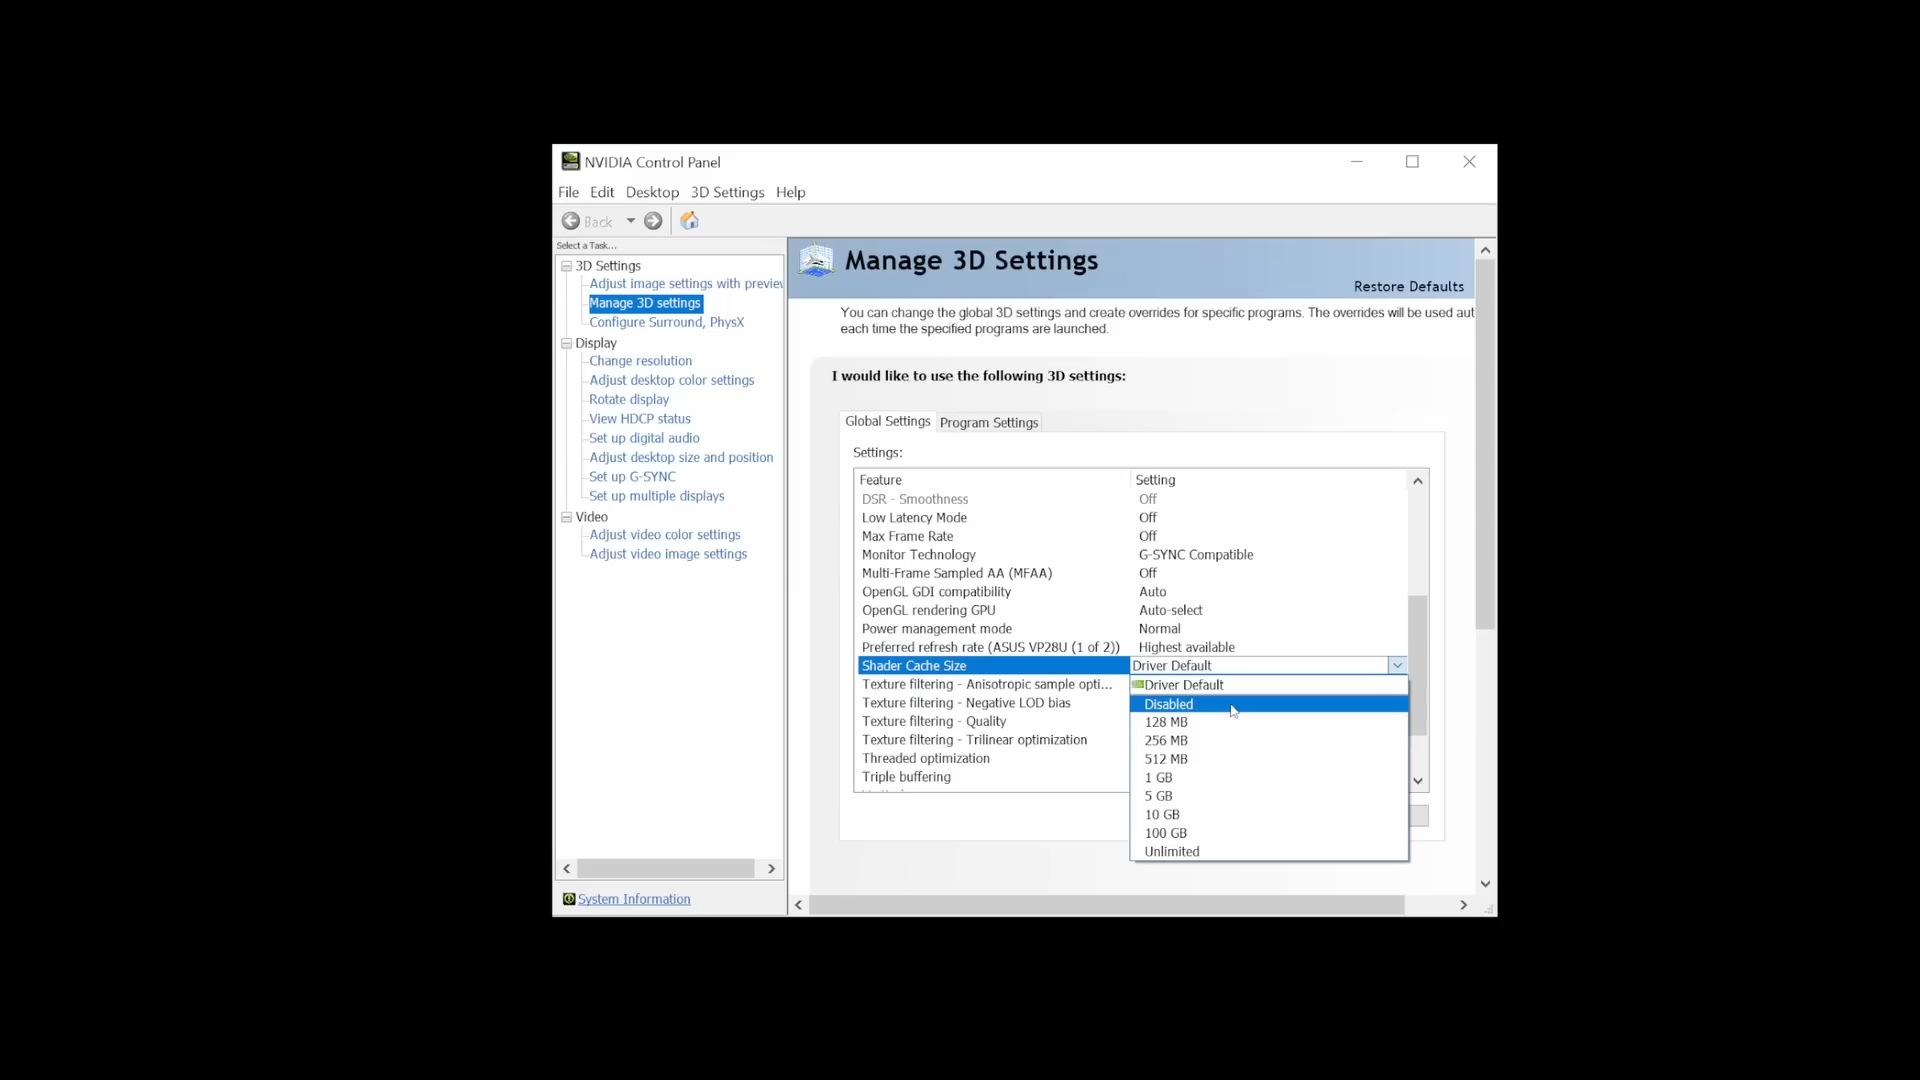 NVIDIA Control Panel
File Edit Desktop 3D Settings Help
Back
Select a Task...
3D Settings
Adjust image settings with preview
Manage 3D settings
Configure Surround, PhysX
Display
Change resolution
Adjust desktop color settings
Rotate display
View HDCP status
Set up digital audio
Adjust desktop size and position
Set up G-SYNC
Set up multiple displays
Video
Adjust video color settings
Adjust video image settings
System Information
Manage 3D Settings
Restore Defaults
You can change the global 3D settings and create overrides for specific programs. The overrides will be used aut
each time the specified programs are launched.
I would like to use the following 3D settings:
Global Settings Program Settings
Settings:
Feature Setting
DSR - Smoothness Off
Low Latency Mode Off
Max Frame Rate Off
Monitor Technology G-SYNC Compatible
Multi-Frame Sampled AA (MFAA) Off
OpenGL GDI compatibility Auto
OpenGL rendering GPU Auto-select
Power management mode Normal
Preferred refresh rate (ASUS VP28U (1 of 2)) Highest available
Shader Cache Size Driver Default
Texture filtering - Anisotropic sample opti...
Texture filtering - Negative LOD bias
Texture filtering - Quality
Texture filtering - Trilinear optimization
Threaded optimization
Triple buffering
Driver Default
Disabled
128 MB
256 MB
512 MB
1 GB
5 GB
10 GB
100 GB
Unlimited